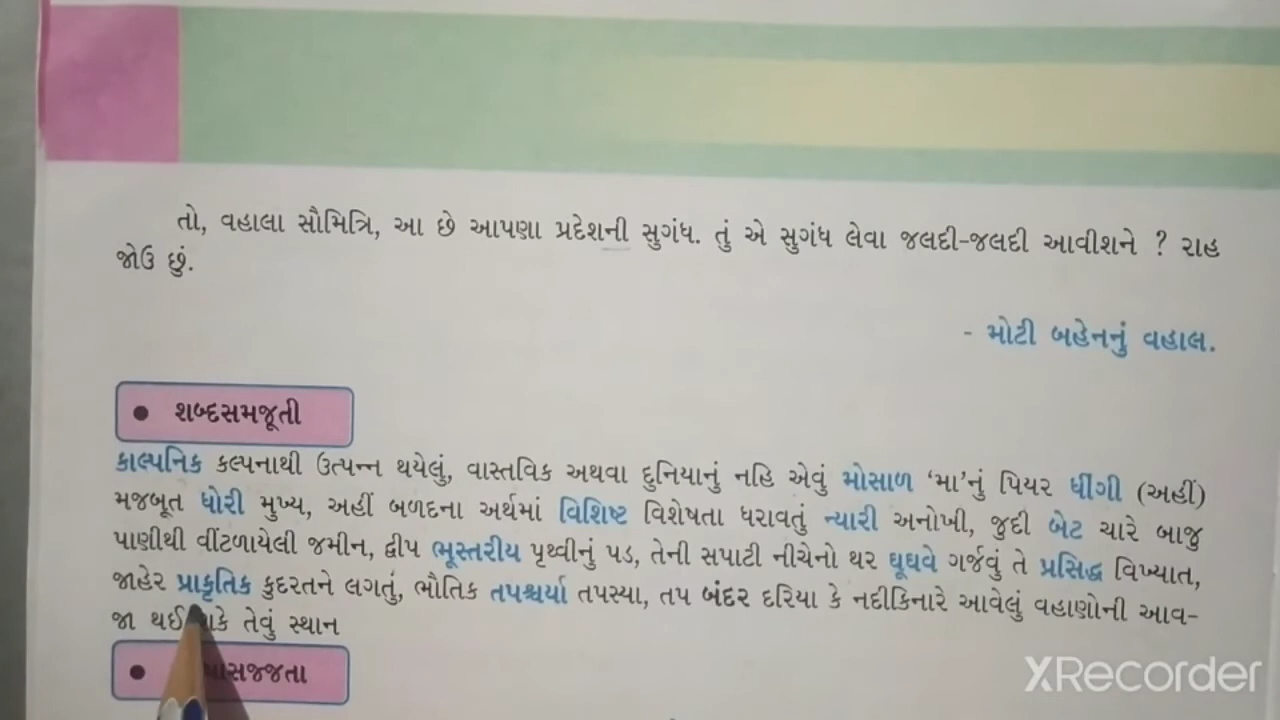 તો, વહાલા સૌમિત્રિ, આ છે આપણા પ્રદેશની સુગંધ. તું એ સુગંધ લેવા જલદી-જલદી આવીશને ? રાહ
જોઉં છું.
- મોટી બહેનનું વહાલ.
• શબ્દસમજૂતી
કાલ્પનિક કલ્પનાથી ઉત્પન્ન થયેલું, વાસ્તવિક અથવા દુનિયાનું નહિ એવું મોસાળ ‘મા’નું પિયર ધીંગી (અહીં)
મજબૂત ધોરી મુખ્ય, અહીં બળદના અર્થમાં વિશિષ્ટ વિશેષતા ધરાવતું ન્યારી અનોખી, જુદી બેટ ચારે બાજુ
પાણીથી વીંટળાયેલી જમીન, દ્વીપ ભૂસ્તરીય પૃથ્વીનું પડ, તેની સપાટી નીચેનો થર ઘૂઘવે ગર્જવું તે પ્રસિદ્ધ વિખ્યાત,
જાહેર પ્રાકૃતિક કુદરતને લગતું, ભૌતિક તપશ્ચર્યા તપસ્યા, તપ બંદર દરિયા કે નદીકિનારે આવેલું વહાણોની આવ-
જા થઈ તેવું સ્થાન
XRecorder